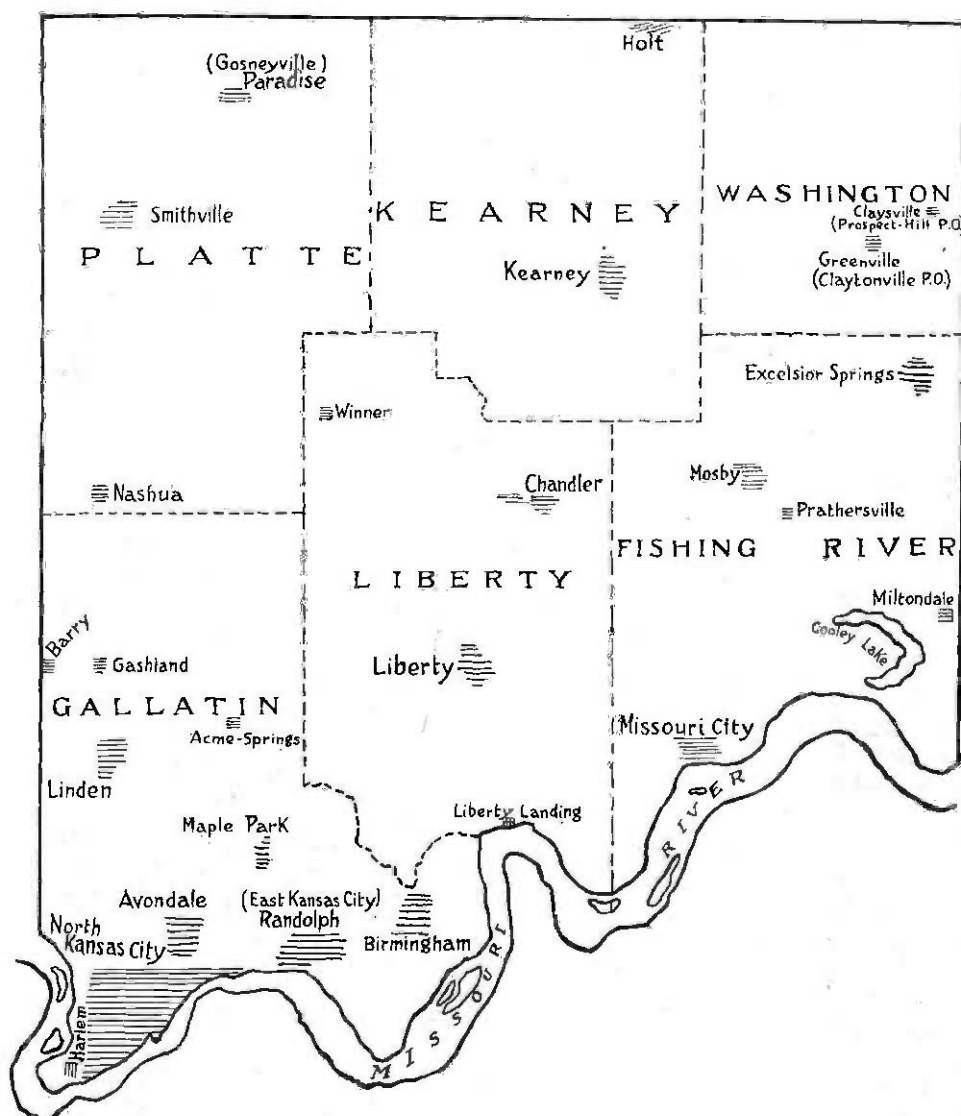 Holt
(Gosneyville)
Paradise
WASHINGTON
Claysville
(Prospect-Hill P.O.
Smithville
KEARNEY
PLATTE
Kearney
Greenville
(Claytonville P.O.)
Excelsior Springs
Winner
Mosby
Chandler
Nashua
Prathersville
FISHING RIVER
LIBERTY
Miltondale
Cooley Lake
Barry
Gashland
Liberty
GALLATIN
Acme-Springs
Missouri City
Linden
Liberty Landing
Maple Park
Avondale
(East Kansas City)
Randolph
North
Kansas City
Birmingham
Harlem
MISSOURI RIVER